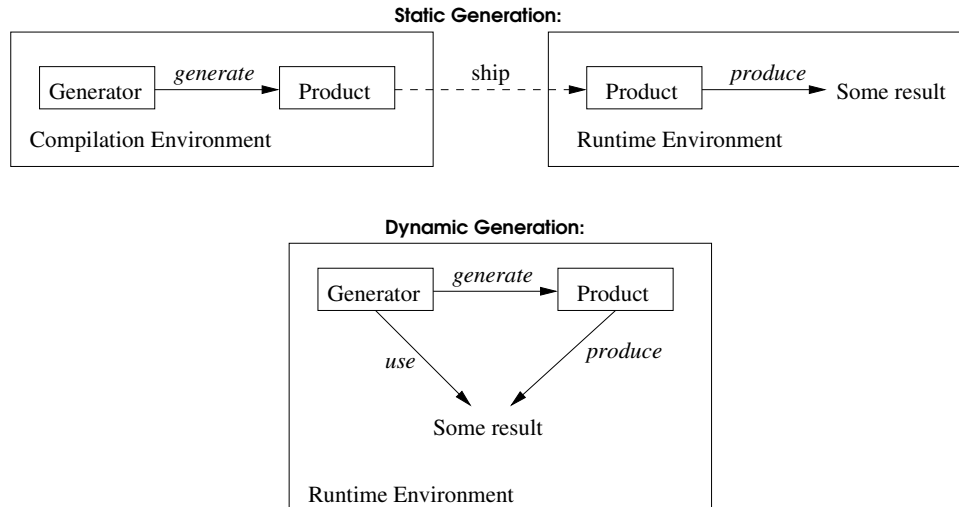 Static Generation:
generate ship produce
Generator Product Product Some result
Compilation Environment Runtime Environment
Dynamic Generation:
generate
Generator Product
use produce
Some result
Runtime Environment